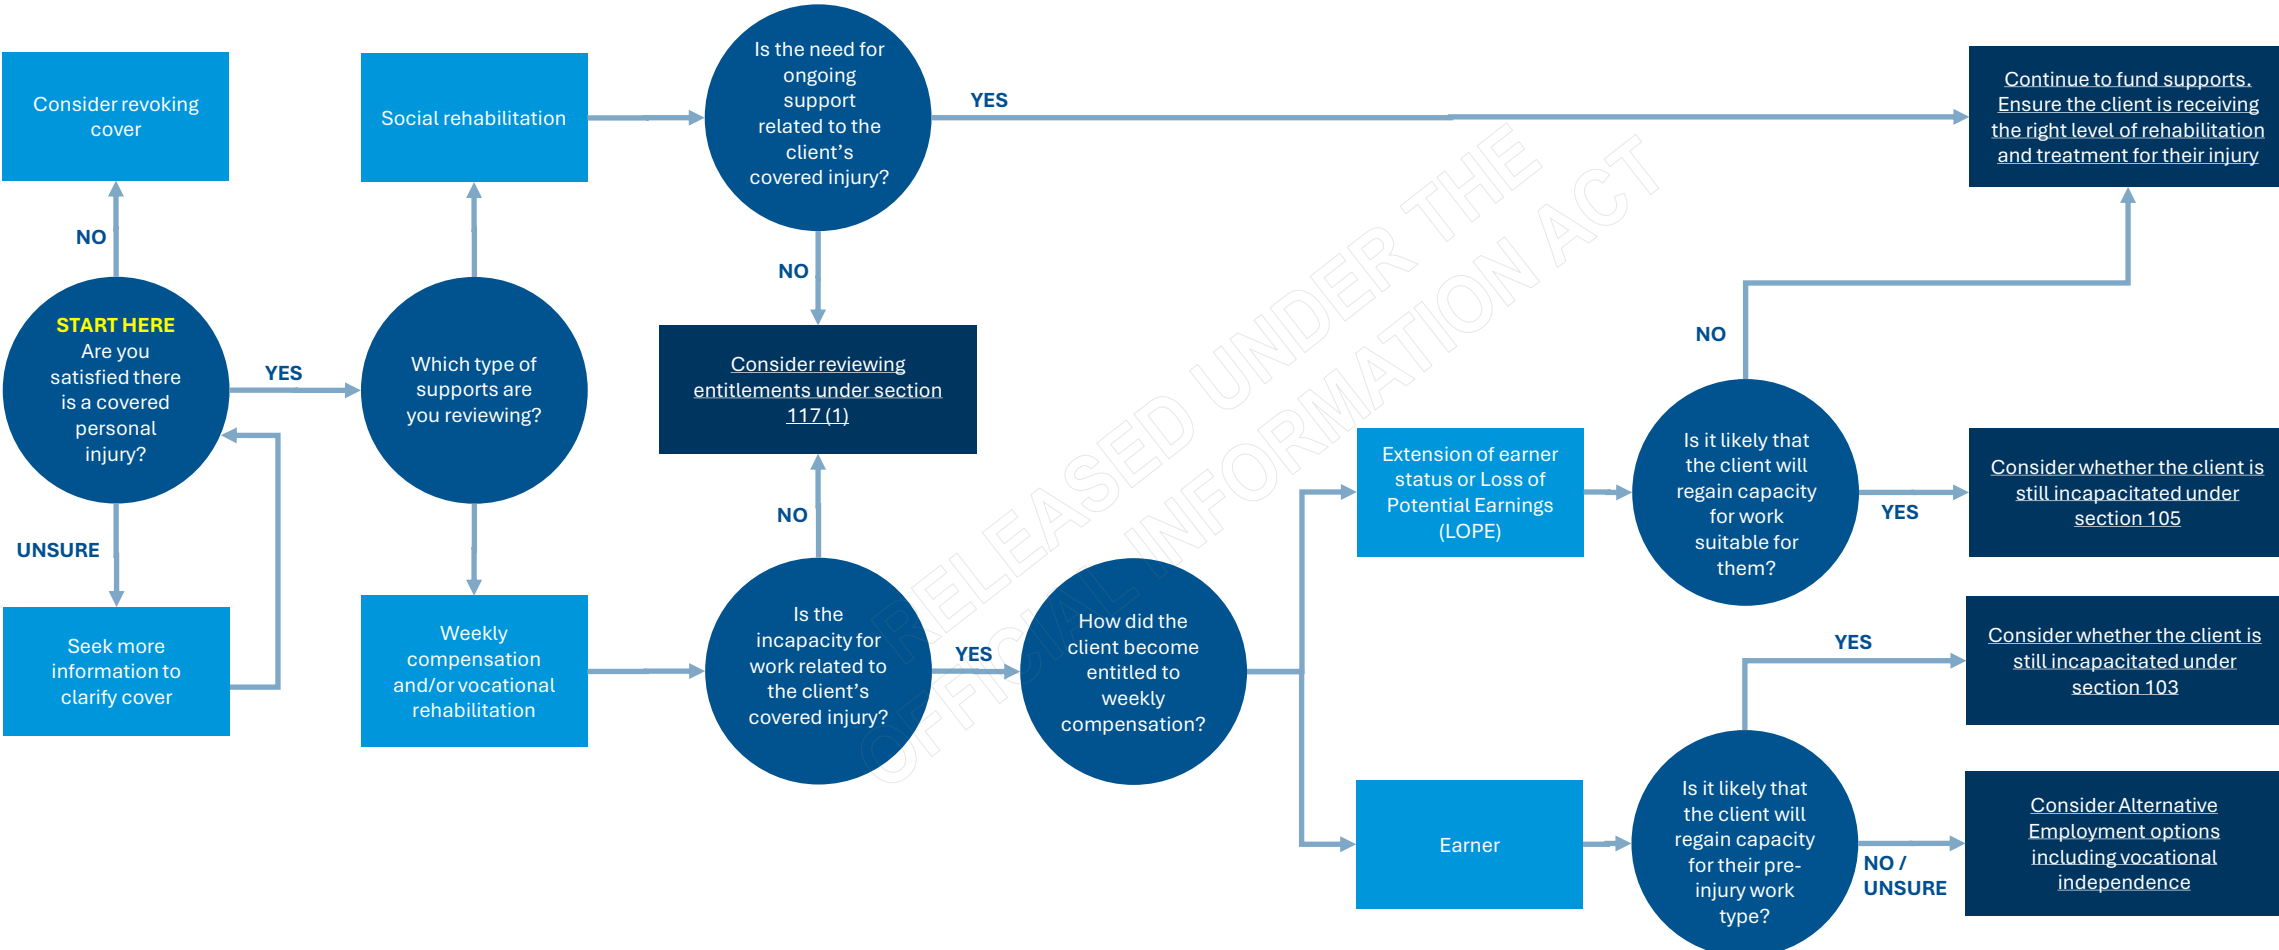 Consider revoking
cover
NO
START HERE
Are you
satisfied there
is a covered
personal
injury?
YES
UNSURE
Seek more
information to
clarify cover
Social rehabilitation
Which type of
supports are
you reviewing?
Weekly
compensation
and/or vocational
rehabilitation
Is the need for
ongoing
support
related to the
client’s
covered injury?
YES
NO
Consider reviewing
entitlements under section
117 (1)
NO
Is the
incapacity for
work related to
the client’s
covered injury?
YES
How did the
client become
entitled to
weekly
compensation?
Extension of earner
status or Loss of
Potential Earnings
(LOPE)
Earner
NO
Is it likely that
the client will
regain capacity
for work
suitable for
them?
YES
Is it likely that
the client will
regain capacity
for their pre-
injury work
type?
YES
NO /
UNSURE
Continue to fund supports.
Ensure the client is receiving
the right level of rehabilitation
and treatment for their injury
Consider whether the client is
still incapacitated under
section 105
Consider whether the client is
still incapacitated under
section 103
Consider Alternative
Employment options
including vocational
independence
RELEASED UNDER THE
OFFICIAL INFORMATION ACT